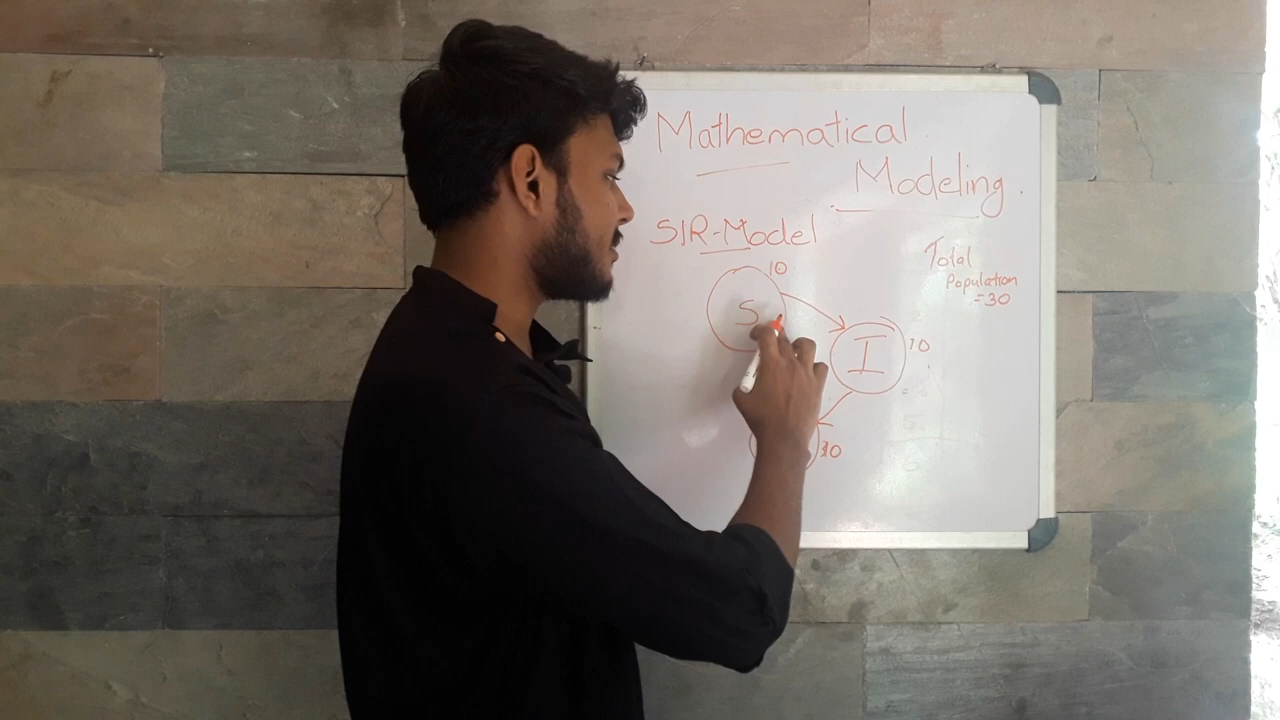 Mathematical
Modeling.
SIR-Model
Total
Population
=30
10
S
I
10
10